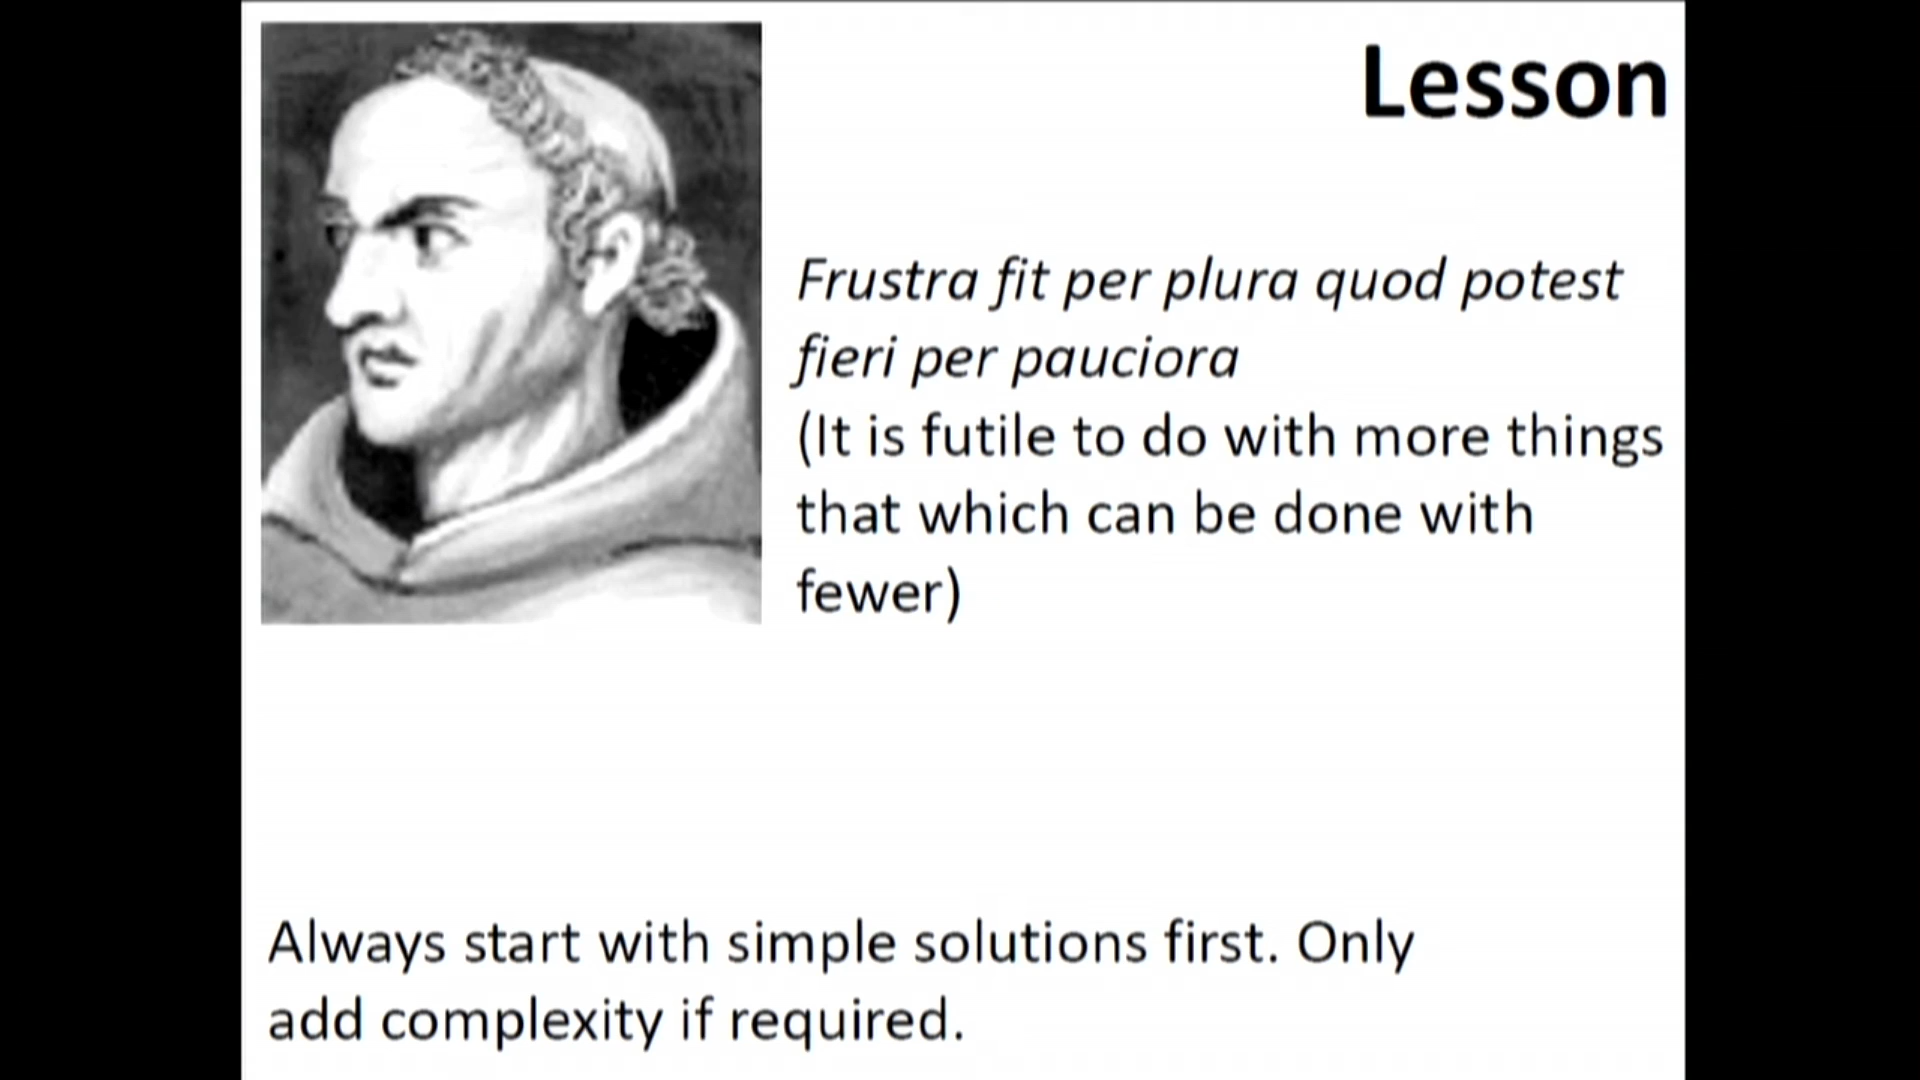 Lesson
Frustra fit per plura quod potest
fieri per pauciora
(It is futile to do with more things
that which can be done with
fewer)
Always start with simple solutions first. Only
add complexity if required.